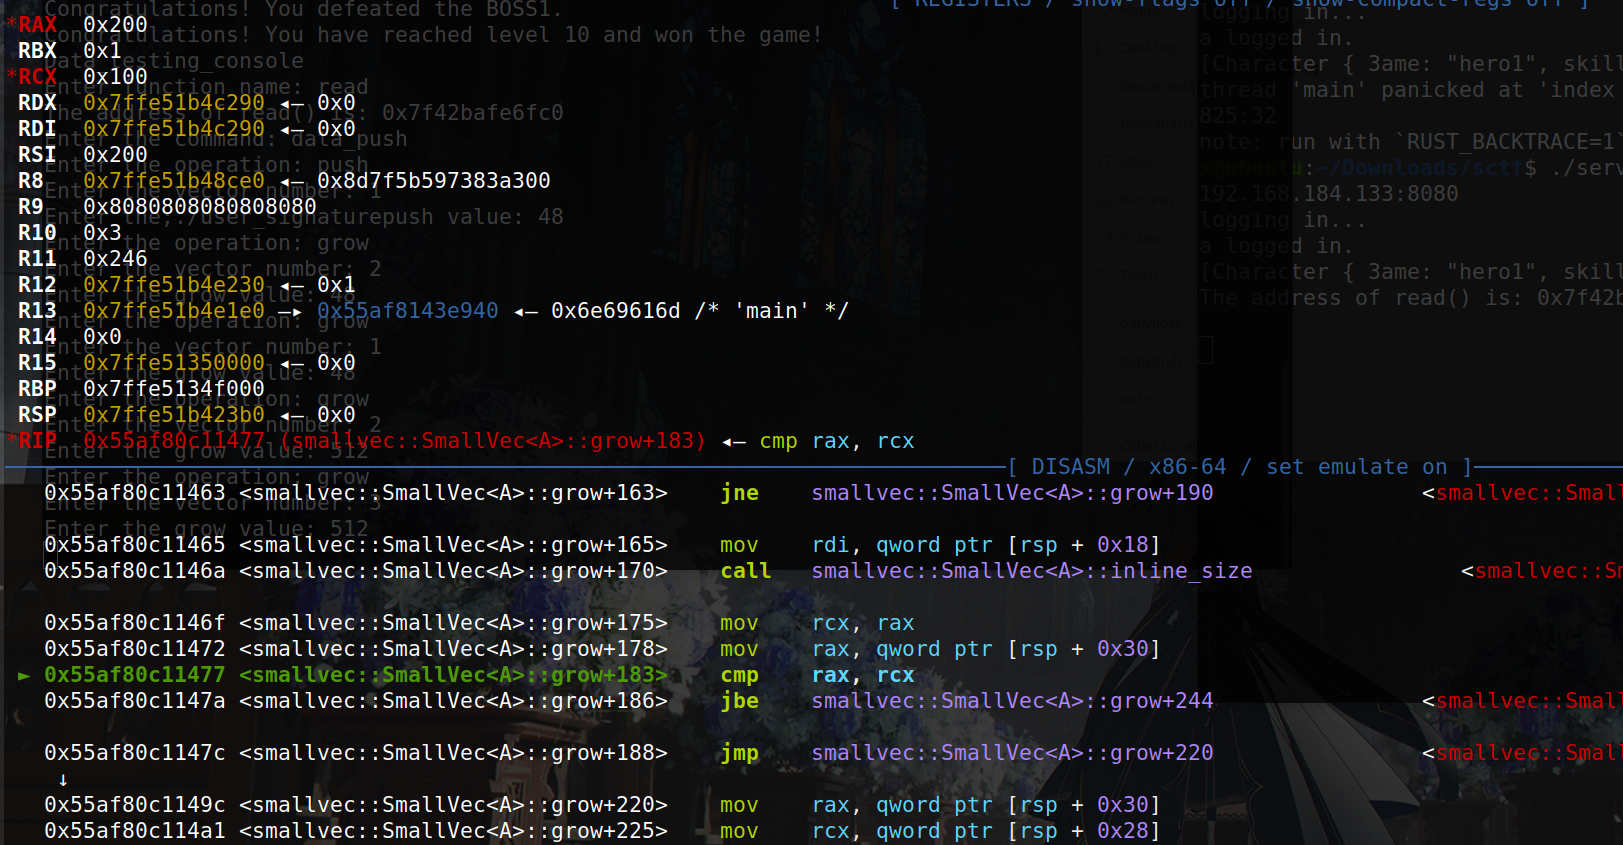 Congratulations! You defeated the BOSS1.
[ REGISTERS / show-flags off / show-compact-regs off ]
logging in...
*RAX 0x200
Congratulations! You have reached level 10 and won the game!
a logged in.
RBX 0x1
data_testing_console
[Character { 3ame: "hero1", skill
*RCX 0x100
Enter function name: read
thread 'main' panicked at 'index
RDX 0x7ffe51b4c290 ◂— 0x0
The address of read() is: 0x7f42bafe6fc0
825:32
RDI 0x7ffe51b4c290 ◂— 0x0
Enter the command: data_push
note: run with `RUST_BACKTRACE=1
RSI 0x200
Enter the operation: push
:~/Downloads/sctf$ ./serv
R8 0x7ffe51b48ce0 ◂— 0x8d7f5b597383a300
Enter the vector number: 1
192.168.184.133:8080
R9 0x8080808080808080
Enter the,./user_signaturepush value: 48
logging in...
R10 0x3
Enter the operation: grow
a logged in.
R11 0x246
Enter the vector number: 2
[Character { 3ame: "hero1", skill
R12 0x7ffe51b4e230 ◂— 0x1
Enter the grow value: 48
The address of read() is: 0x7f42b
R13 0x7ffe51b4e1e0 —▸ 0x55af8143e940 ◂— 0x6e69616d /* 'main' */
Enter the operation: grow
R14 0x0
Enter the vector number: 1
R15 0x7ffe51350000 ◂— 0x0
Enter the grow value: 48
RBP 0x7ffe5134f000
Enter the operation: grow
RSP 0x7ffe51b423b0 ◂— 0x0
Enter the vector number: 2
*RIP 0x55af80c11477 (smallvec::SmallVec<A>::grow+183) ◂— cmp rax, rcx
Enter the grow value: 512
[ DISASM / x86-64 / set emulate on ]
Enter the operation: grow
0x55af80c11463 <smallvec::SmallVec<A>::grow+163> jne smallvec::SmallVec<A>::grow+190 <smallvec::Small
Enter the vector number: 3
Enter the grow value: 512
0x55af80c11465 <smallvec::SmallVec<A>::grow+165> mov rdi, qword ptr [rsp + 0x18]
0x55af80c1146a <smallvec::SmallVec<A>::grow+170> call smallvec::SmallVec<A>::inline_size <smallvec::Sm
0x55af80c1146f <smallvec::SmallVec<A>::grow+175> mov rcx, rax
0x55af80c11472 <smallvec::SmallVec<A>::grow+178> mov rax, qword ptr [rsp + 0x30]
► 0x55af80c11477 <smallvec::SmallVec<A>::grow+183> cmp rax, rcx
0x55af80c1147a <smallvec::SmallVec<A>::grow+186> jbe smallvec::SmallVec<A>::grow+244 <smallvec::Small
0x55af80c1147c <smallvec::SmallVec<A>::grow+188> jmp smallvec::SmallVec<A>::grow+220 <smallvec::Small
↓
0x55af80c1149c <smallvec::SmallVec<A>::grow+220> mov rax, qword ptr [rsp + 0x30]
0x55af80c114a1 <smallvec::SmallVec<A>::grow+225> mov rcx, qword ptr [rsp + 0x28]